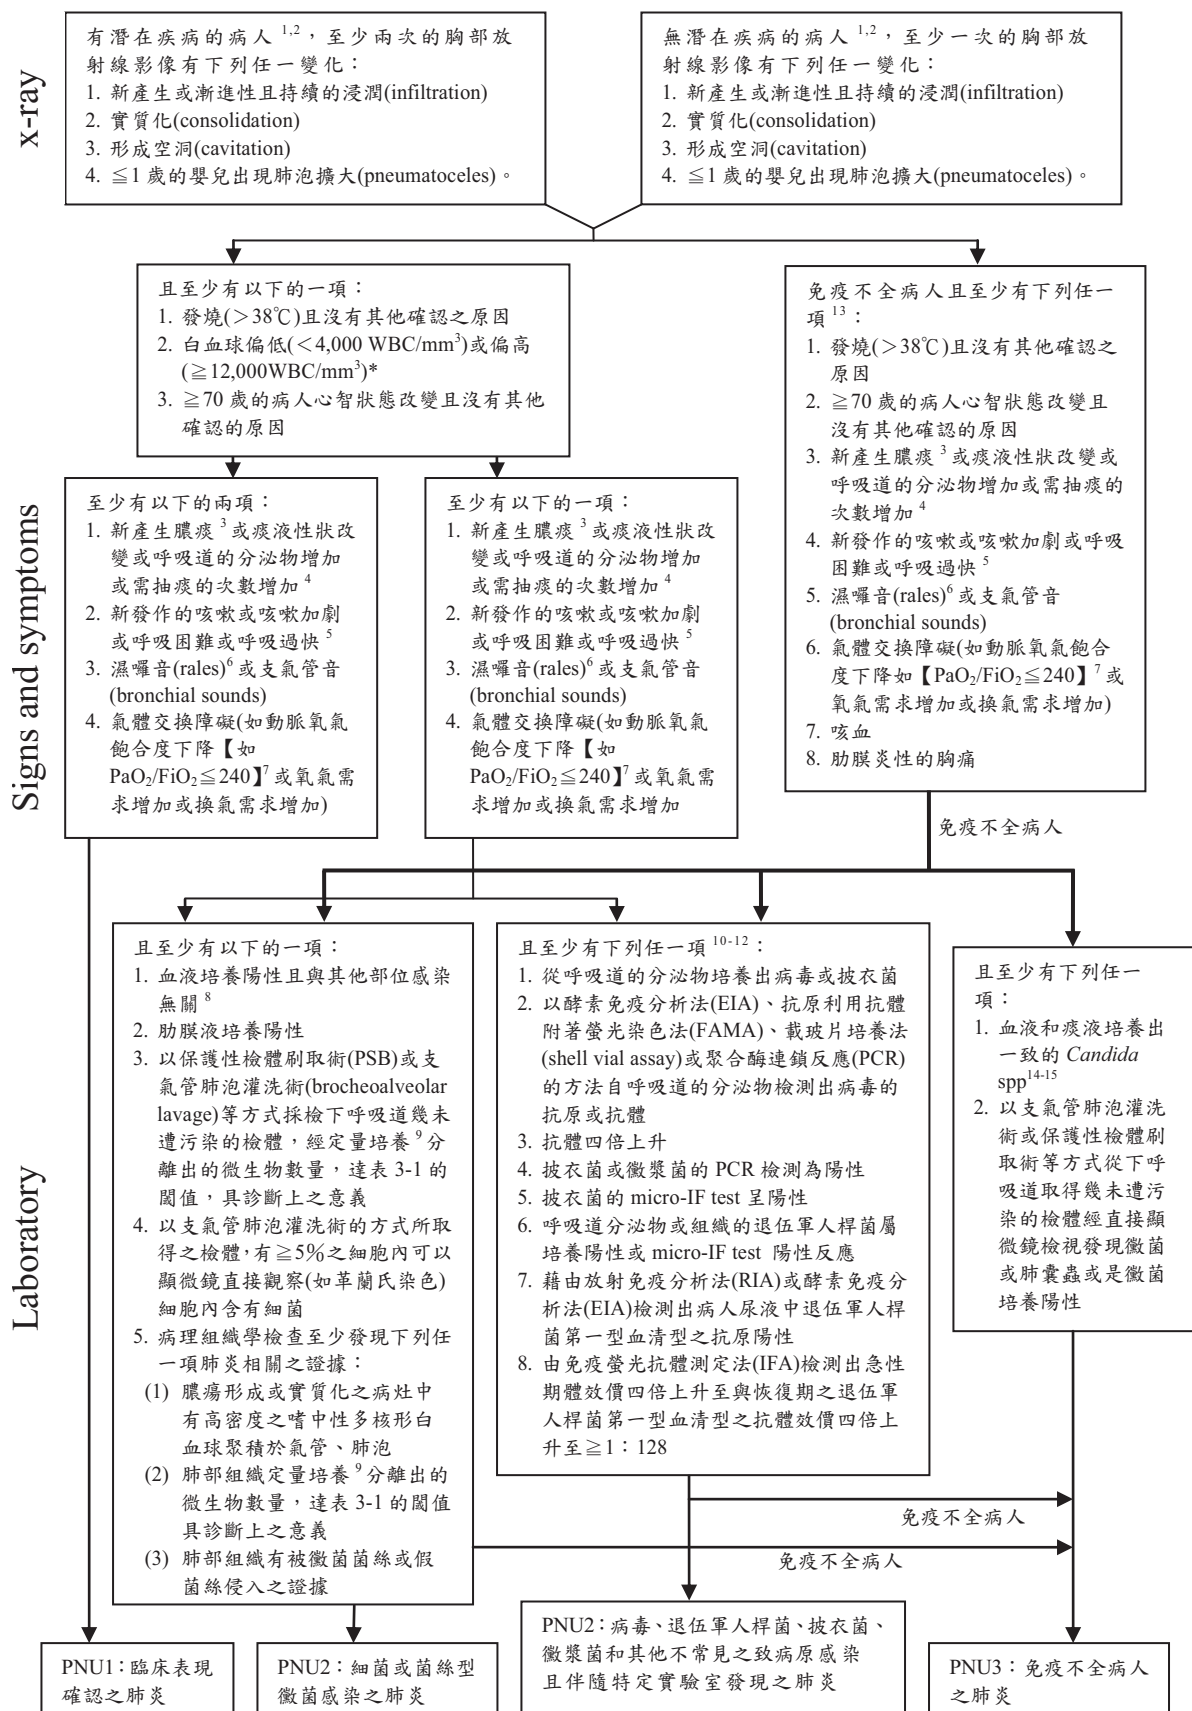 x-ray
有潛在疾病的病人 1,2,至少兩次的胸部放
射線影像有下列任一變化:
1. 新產生或漸進性且持續的浸潤(infiltration)
2. 實質化(consolidation)
3. 形成空洞(cavitation)
4. ≦1 歲的嬰兒出現肺泡擴大(pneumatoceles)。
無潛在疾病的病人 1,2,至少一次的胸部放
射線影像有下列任一變化:
1. 新產生或漸進性且持續的浸潤(infiltration)
2. 實質化(consolidation)
3. 形成空洞(cavitation)
4. ≦1 歲的嬰兒出現肺泡擴大(pneumatoceles)。
Signs and symptoms
且至少有以下的一項:
1. 發燒(>38℃)且沒有其他確認之原因
2. 白血球偏低(<4,000 WBC/mm³)或偏高
(≧12,000WBC/mm³)*
3. ≧70 歲的病人心智狀態改變且沒有其他
確認的原因
至少有以下的兩項:
1. 新產生膿痰 3 或痰液性狀改
變或呼吸道的分泌物增加
或需抽痰的次數增加 4
2. 新發作的咳嗽或咳嗽加劇
或呼吸困難或呼吸過快 5
3. 濕囉音(rales)6 或支氣管音
(bronchial sounds)
4. 氣體交換障礙(如動脈氧氣
飽合度下降【如
PaO₂/FiO₂≦240】7 或氧氣需
求增加或換氣需求增加)
至少有以下的一項:
1. 新產生膿痰 3 或痰液性狀改
變或呼吸道的分泌物增加
或需抽痰的次數增加 4
2. 新發作的咳嗽或咳嗽加劇
或呼吸困難或呼吸過快 5
3. 濕囉音(rales)6 或支氣管音
(bronchial sounds)
4. 氣體交換障礙(如動脈氧氣
飽合度下降【如
PaO₂/FiO₂≦240】7 或氧氣需
求增加或換氣需求增加
免疫不全病人且至少有下列任一
項 13:
1. 發燒(>38℃)且沒有其他確認之
原因
2. ≧70 歲的病人心智狀態改變且
沒有其他確認的原因
3. 新產生膿痰 3 或痰液性狀改變或
呼吸道的分泌物增加或需抽痰的
次數增加 4
4. 新發作的咳嗽或咳嗽加劇或呼吸
困難或呼吸過快 5
5. 濕囉音(rales)6 或支氣管音
(bronchial sounds)
6. 氣體交換障礙(如動脈氧氣飽合
度下降如【PaO₂/FiO₂≦240】7 或
氧氣需求增加或換氣需求增加)
7. 咳血
8. 肋膜炎性的胸痛
免疫不全病人
Laboratory
且至少有以下的一項:
1. 血液培養陽性且與其他部位感染
無關 8
2. 肋膜液培養陽性
3. 以保護性檢體刷取術(PSB)或支
氣管肺泡灌洗術(brocheoalveolar
lavage)等方式採檢下呼吸道幾未
遭污染的檢體,經定量培養 9 分
離出的微生物數量,達表 3-1 的
閾值,具診斷上之意義
4. 以支氣管肺泡灌洗術的方式所取
得之檢體,有≧5%之細胞內可以
顯微鏡直接觀察(如革蘭氏染色)
細胞內含有細菌
5. 病理組織學檢查至少發現下列任
一項肺炎相關之證據:
(1) 膿瘍形成或實質化之病灶中
有高密度之嗜中性多核形白
血球聚積於氣管、肺泡
(2) 肺部組織定量培養 9 分離出的
微生物數量,達表 3-1 的閾值
具診斷上之意義
(3) 肺部組織有被黴菌菌絲或假
菌絲侵入之證據
且至少有下列任一項 10-12:
1. 從呼吸道的分泌物培養出病毒或披衣菌
2. 以酵素免疫分析法(EIA)、抗原利用抗體
附著螢光染色法(FAMA)、載玻片培養法
(shell vial assay)或聚合酶連鎖反應(PCR)
的方法自呼吸道的分泌物檢測出病毒的
抗原或抗體
3. 抗體四倍上升
4. 披衣菌或黴漿菌的 PCR 檢測為陽性
5. 披衣菌的 micro-IF test 呈陽性
6. 呼吸道分泌物或組織的退伍軍人桿菌屬
培養陽性或 micro-IF test 陽性反應
7. 藉由放射免疫分析法(RIA)或酵素免疫分
析法(EIA)檢測出病人尿液中退伍軍人桿
菌第一型血清型之抗原陽性
8. 由免疫螢光抗體測定法(IFA)檢測出急性
期體效價四倍上升至與恢復期之退伍軍
人桿菌第一型血清型之抗體效價四倍上
升至≧1:128
且至少有下列任一
項:
1. 血液和痰液培養出
一致的 Candida
spp14-15
2. 以支氣管肺泡灌洗
術或保護性檢體刷
取術等方式從下呼
吸道取得幾未遭污
染的檢體經直接顯
微鏡檢視發現黴菌
或肺囊蟲或是黴菌
培養陽性
免疫不全病人
免疫不全病人
PNU1:臨床表現
確認之肺炎
PNU2:細菌或菌絲型
黴菌感染之肺炎
PNU2:病毒、退伍軍人桿菌、披衣菌、
黴漿菌和其他不常見之致病原感染
且伴隨特定實驗室發現之肺炎
PNU3:免疫不全病人
之肺炎